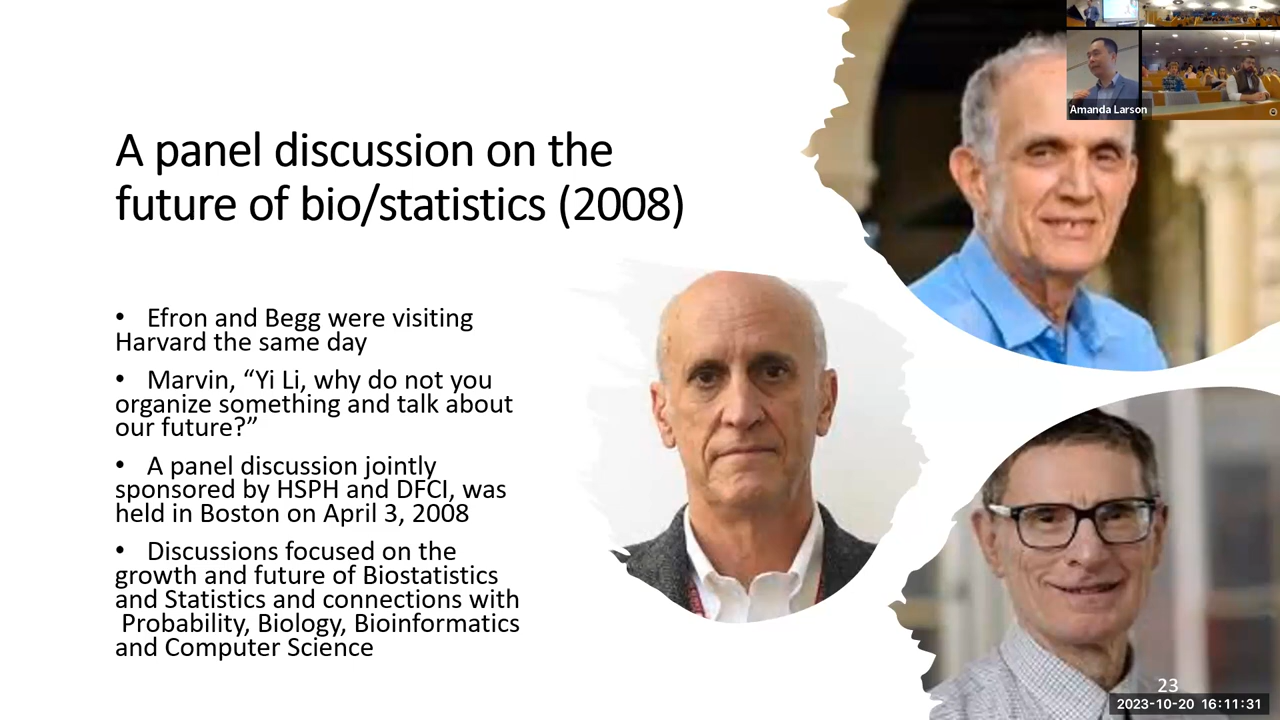 A panel discussion on the
future of bio/statistics (2008)
• Efron and Begg were visiting
Harvard the same day
• Marvin, “Yi Li, why do not you
organize something and talk about
our future?”
• A panel discussion jointly
sponsored by HSPH and DFCI, was
held in Boston on April 3, 2008
• Discussions focused on the
growth and future of Biostatistics
and Statistics and connections with
Probability, Biology, Bioinformatics
and Computer Science
Amanda Larson
23
2023-10-20 16:11:31